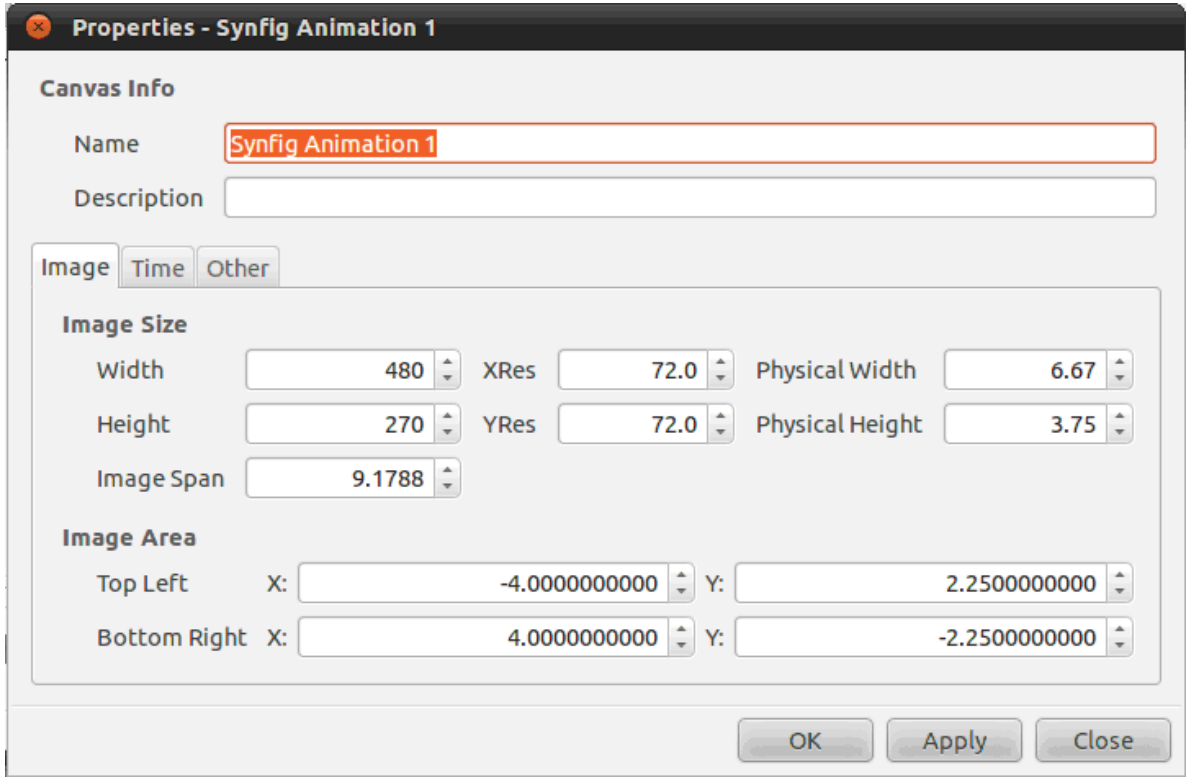 Properties - Synfig Animation 1
Canvas Info
Name Synfig Animation 1
Description
Image Time Other
Image Size
Width 480 XRes 72.0 Physical Width 6.67
Height 270 YRes 72.0 Physical Height 3.75
Image Span 9.1788
Image Area
Top Left X: -4.0000000000 Y: 2.2500000000
Bottom Right X: 4.0000000000 Y: -2.2500000000
OK Apply Close